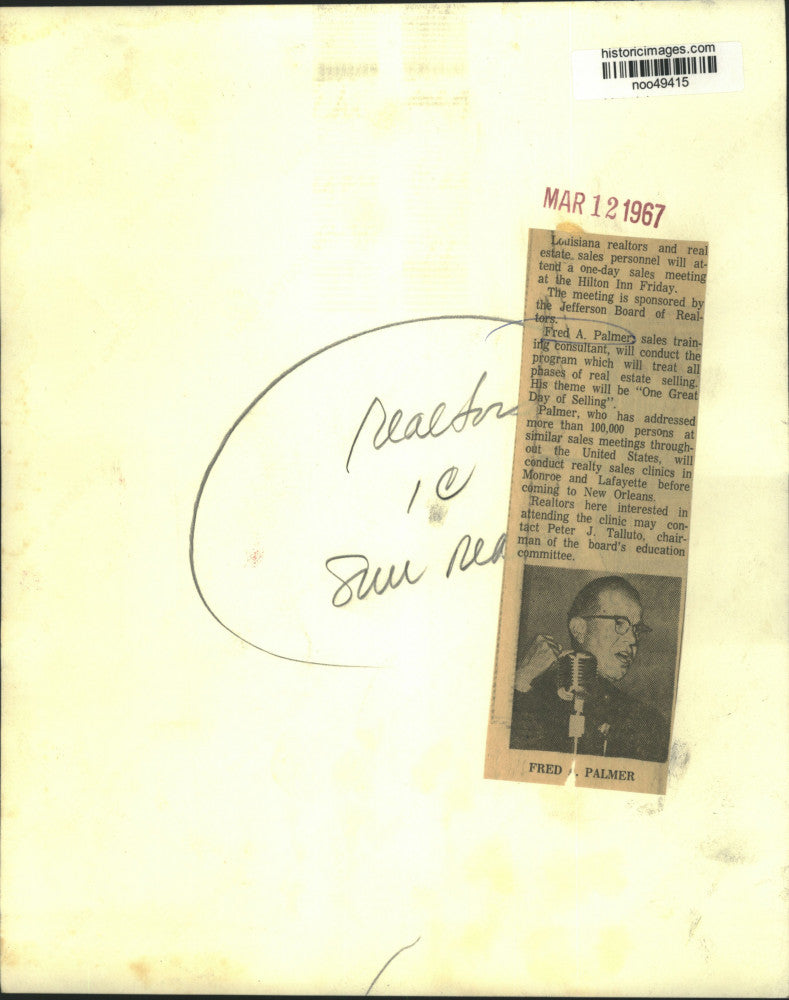 historicimages.com
noo49415
MAR 12 1967
Louisiana realtors and real
estate sales personnel will at-
tend a one-day sales meeting
at the Hilton Inn Friday.
The meeting is sponsored by
the Jefferson Board of Real-
tors.
Fred A. Palmer, sales train-
ing consultant, will conduct the
program which will treat all
phases of real estate selling.
His theme will be "One Great
Day of Selling".
Palmer, who has addressed
more than 100,000 persons at
similar sales meetings through-
out the United States, will
conduct realty sales clinics in
Monroe and Lafayette before
coming to New Orleans.
Realtors here interested in
attending the clinic may con-
tact Peter J. Talluto, chair-
man of the board's education
committee.
FRED A. PALMER
realtors
1C
Sun rea